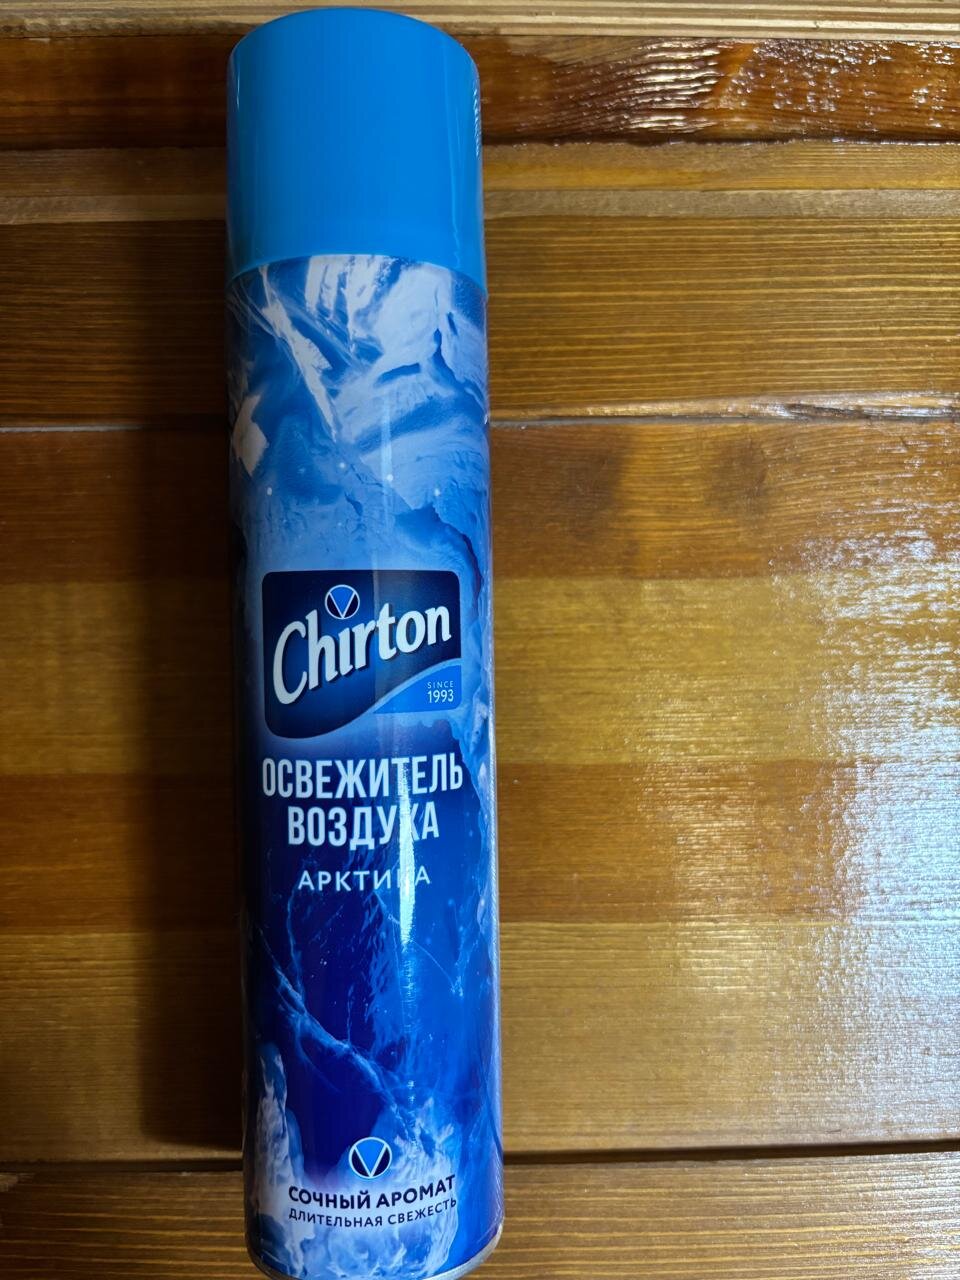 Chirton
SINCE
1993
ОСВЕЖИТЕЛЬ
ВОЗДУХА
АРКТИКА
СОЧНЫЙ АРОМАТ
ДЛИТЕЛЬНАЯ СВЕЖЕСТЬ